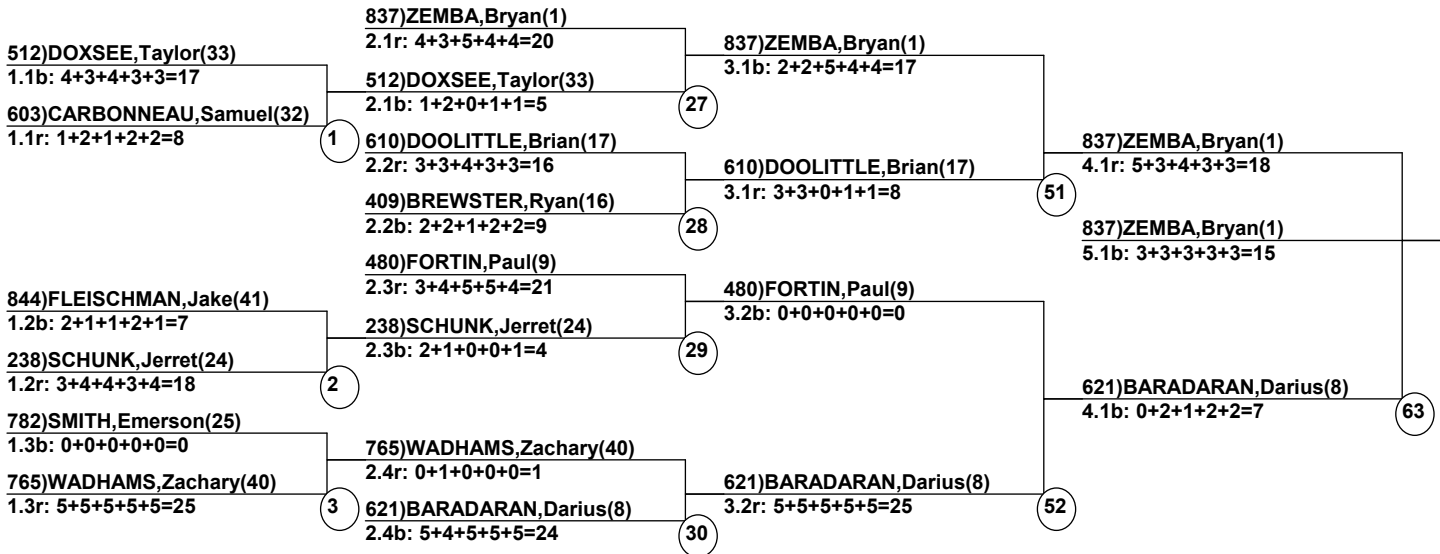 512)DOXSEE,Taylor(33)
1.1b: 4+3+4+3+3=17
603)CARBONNEAU,Samuel(32)
1.1r: 1+2+1+2+2=8
1
844)FLEISCHMAN,Jake(41)
1.2b: 2+1+1+2+1=7
238)SCHUNK,Jerret(24)
1.2r: 3+4+4+3+4=18
2
782)SMITH,Emerson(25)
1.3b: 0+0+0+0+0=0
765)WADHAMS,Zachary(40)
1.3r: 5+5+5+5+5=25
3
837)ZEMBA,Bryan(1)
2.1r: 4+3+5+4+4=20
512)DOXSEE,Taylor(33)
2.1b: 1+2+0+1+1=5
27
610)DOOLITTLE,Brian(17)
2.2r: 3+3+4+3+3=16
409)BREWSTER,Ryan(16)
2.2b: 2+2+1+2+2=9
28
480)FORTIN,Paul(9)
2.3r: 3+4+5+5+4=21
238)SCHUNK,Jerret(24)
2.3b: 2+1+0+0+1=4
29
765)WADHAMS,Zachary(40)
2.4r: 0+1+0+0+0=1
621)BARADARAN,Darius(8)
2.4b: 5+4+5+5+5=24
30
837)ZEMBA,Bryan(1)
3.1b: 2+2+5+4+4=17
610)DOOLITTLE,Brian(17)
3.1r: 3+3+0+1+1=8
51
480)FORTIN,Paul(9)
3.2b: 0+0+0+0+0=0
621)BARADARAN,Darius(8)
3.2r: 5+5+5+5+5=25
52
837)ZEMBA,Bryan(1)
4.1r: 5+3+4+3+3=18
837)ZEMBA,Bryan(1)
5.1b: 3+3+3+3+3=15
621)BARADARAN,Darius(8)
4.1b: 0+2+1+2+2=7
63